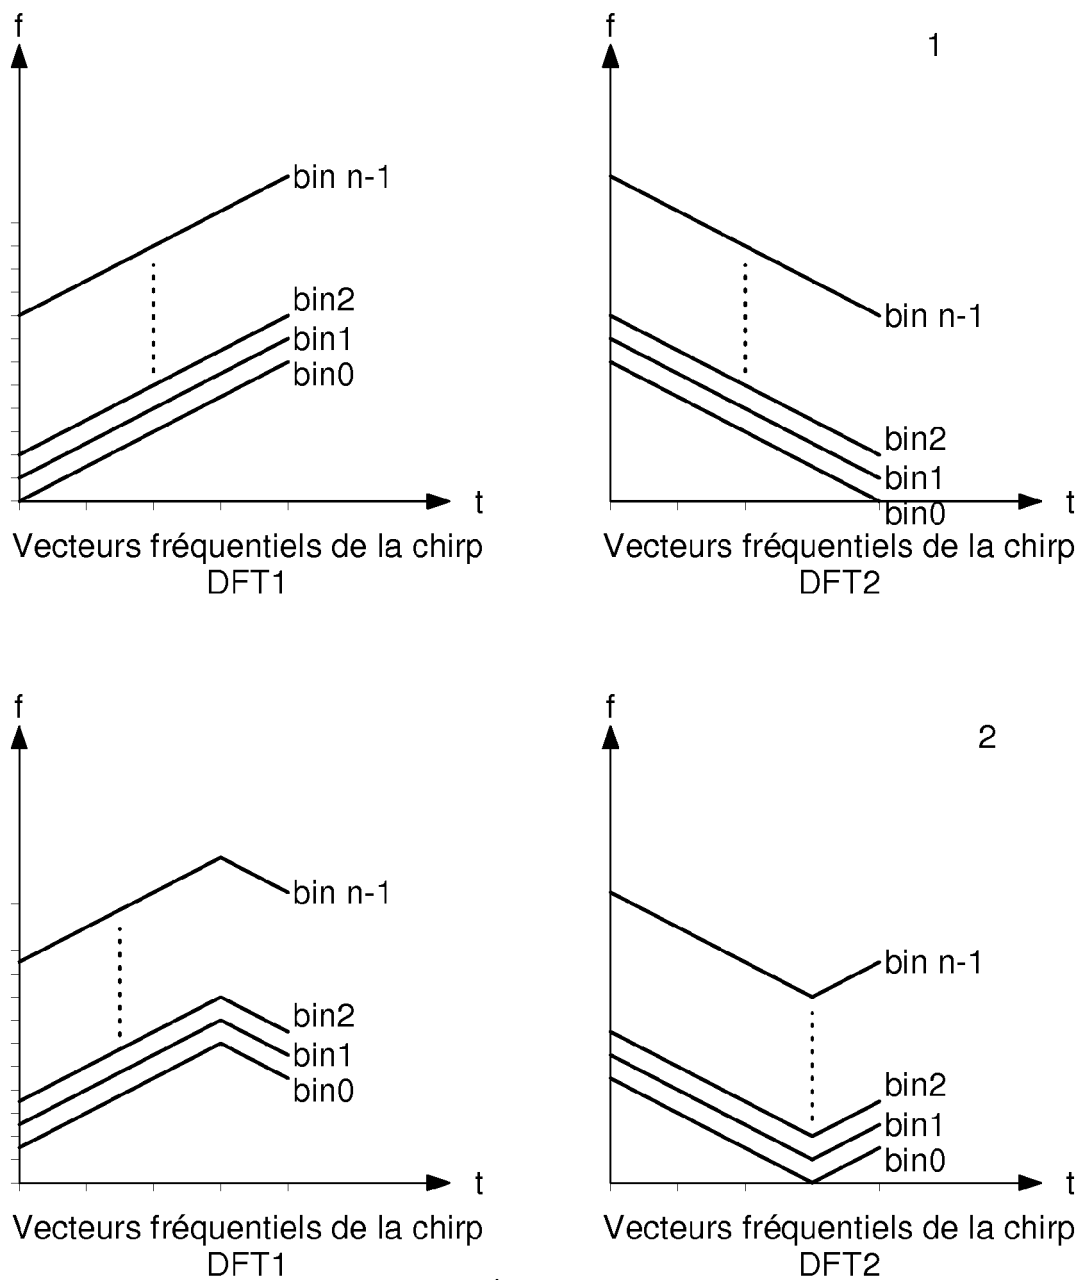 f
f
1
bin n-1
bin2
bin1
bin0
t
bin n-1
bin2
bin1
bin0
t
Vecteurs fréquentiels de la chirp
DFT1
Vecteurs fréquentiels de la chirp
DFT2
f
f
2
bin n-1
bin2
bin1
bin0
t
bin n-1
bin2
bin1
bin0
t
Vecteurs fréquentiels de la chirp
DFT1
Vecteurs fréquentiels de la chirp
DFT2